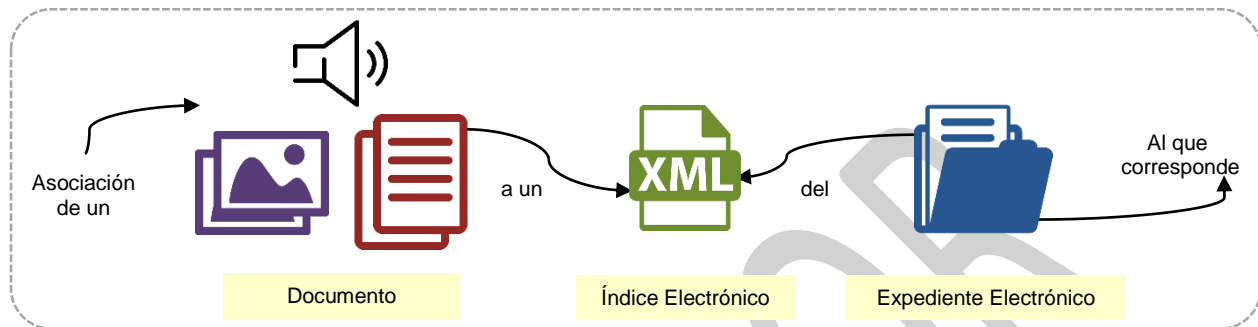 Asociación
de un
a un
XML
del
Al que
corresponde
Documento
Índice Electrónico
Expediente Electrónico